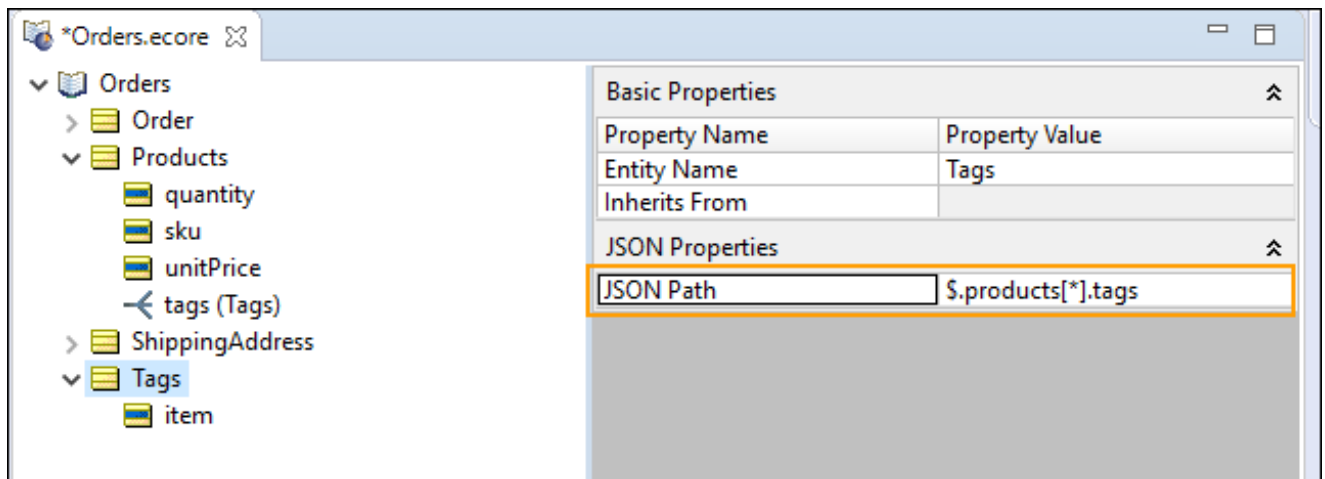 *Orders.ecore
Orders
Order
Products
quantity
sku
unitPrice
tags (Tags)
ShippingAddress
Tags
item
Basic Properties
Property Name Property Value
Entity Name Tags
Inherits From
JSON Properties
JSON Path $.products[*].tags